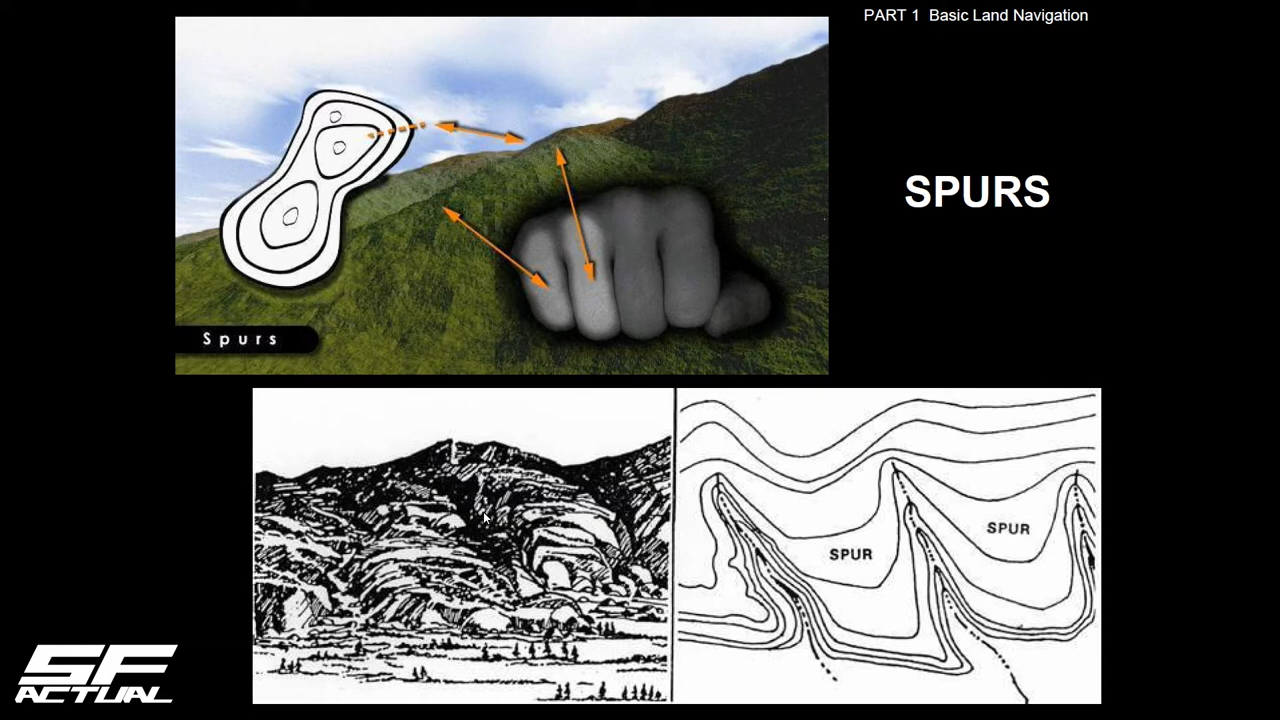 PART 1  Basic Land Navigation
SPURS
Spurs
SPUR
SPUR
SF
ACTUAL